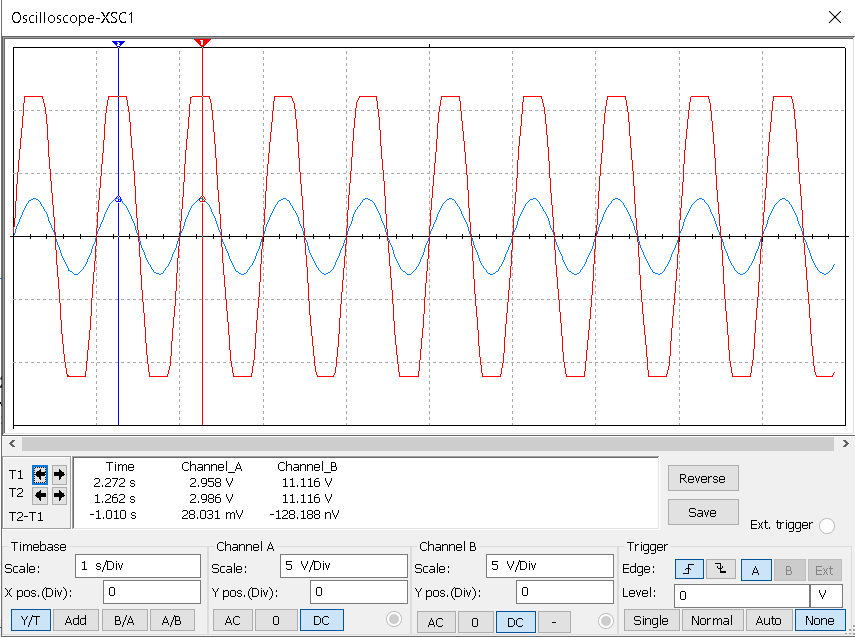 Oscilloscope-XSC1
2 1
Time Channel_A Channel_B
T1 2.272 s 2.958 V 11.116 V
T2 1.262 s 2.986 V 11.116 V
T2-T1 -1.010 s 28.031 mV -128.188 nV
Reverse
Save
Ext. trigger
Timebase
Scale: 1 s/Div
X pos.(Div): 0
Y/T Add B/A A/B
Channel A
Scale: 5 V/Div
Y pos.(Div): 0
AC 0 DC
Channel B
Scale: 5 V/Div
Y pos.(Div): 0
AC 0 DC -
Trigger
Edge: A B Ext
Level: 0 V
Single Normal Auto None